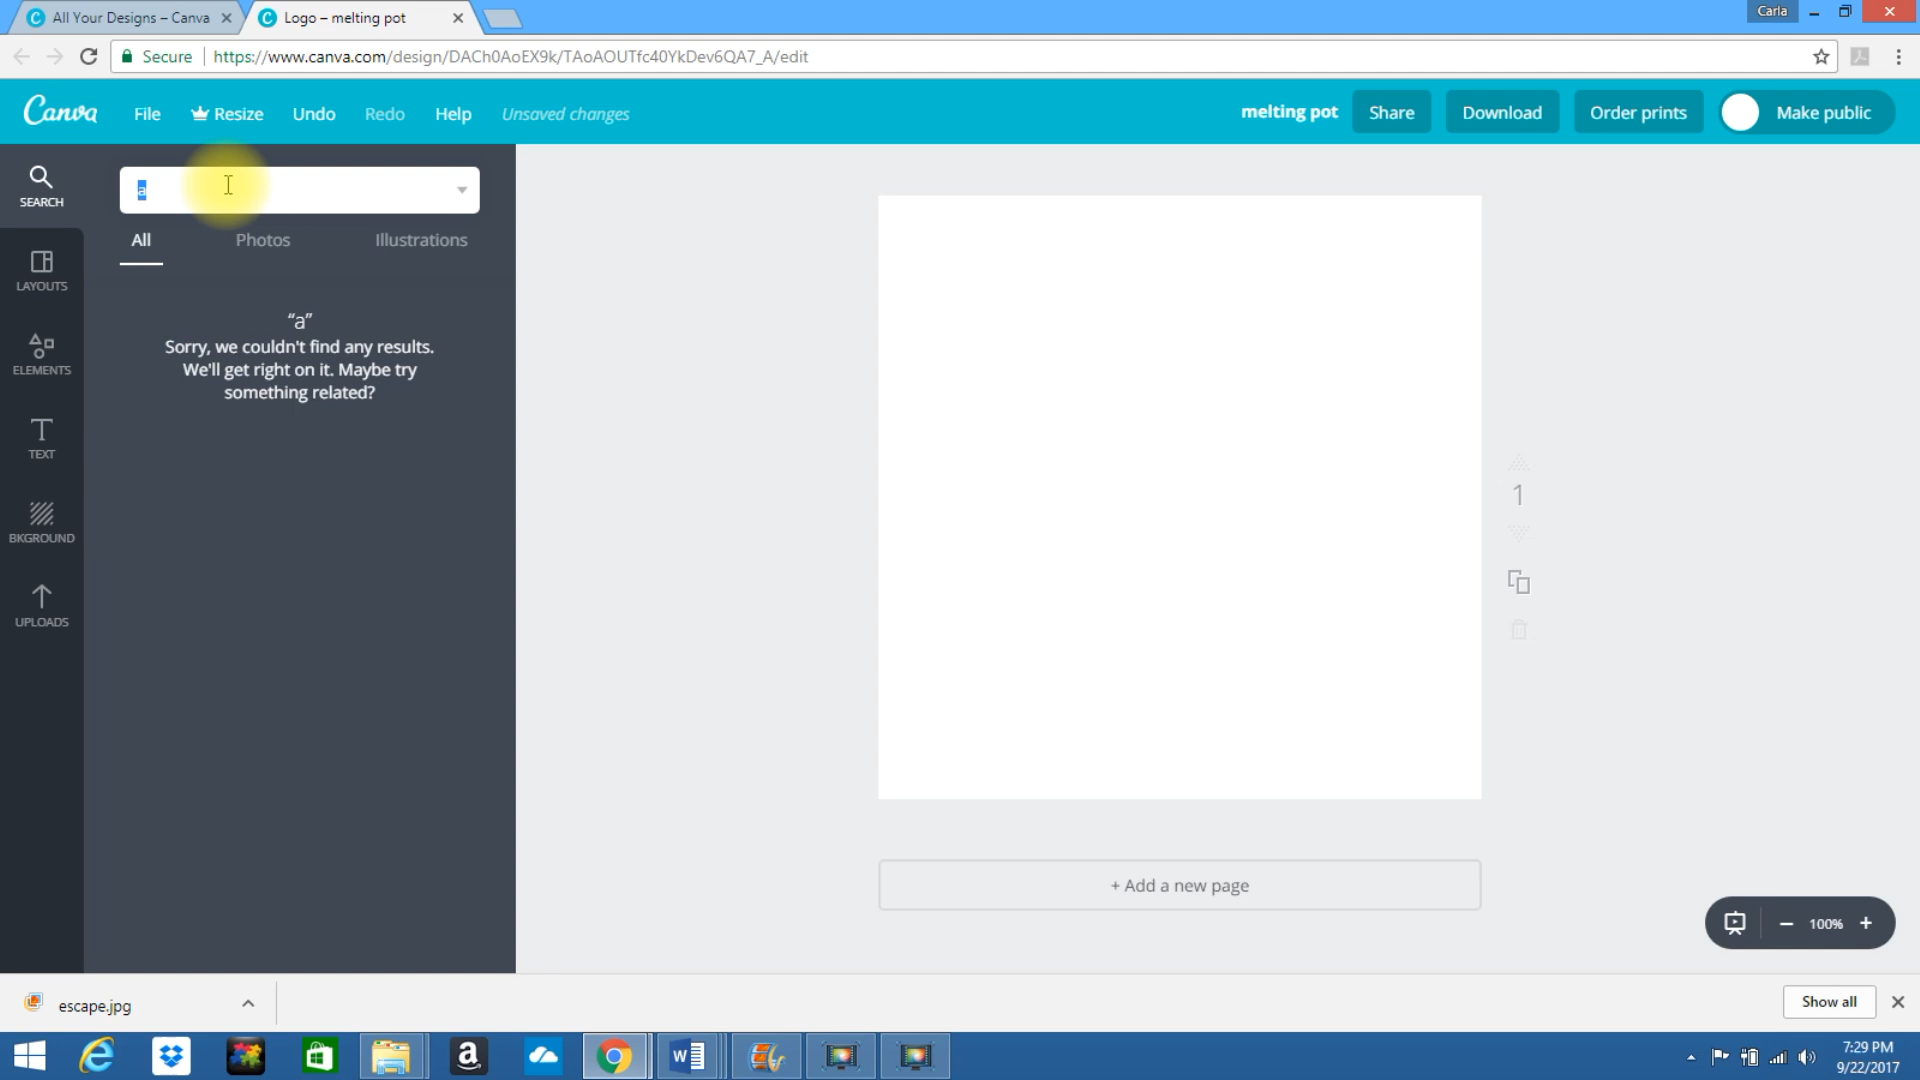 All Your Designs – Canva
Logo – melting pot
Carla
Secure
https://www.canva.com/design/DACh0AoEX9k/TAoAOUTfc40YkDev6QA7_A/edit
Canva
File
Resize
Undo
Redo
Help
Unsaved changes
melting pot
Share
Download
Order prints
Make public
SEARCH
a
All
Photos
Illustrations
LAYOUTS
“a”
Sorry, we couldn't find any results.
We'll get right on it. Maybe try
something related?
ELEMENTS
TEXT
BKGROUND
UPLOADS
1
+ Add a new page
100%
escape.jpg
Show all
7:29 PM
9/22/2017